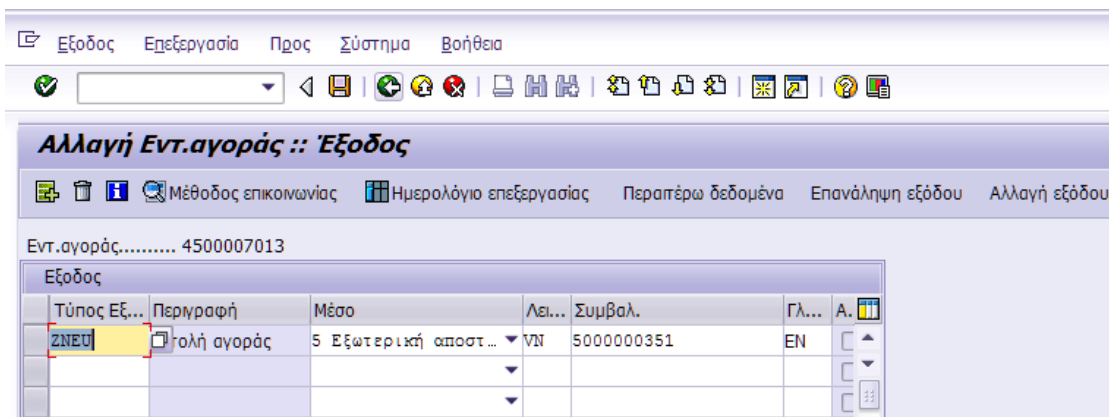 Εξοδος Επεξεργασία Προς Σύστημα Βοήθεια
Αλλαγή Εντ.αγοράς :: Έξοδος
Μέθοδος επικοινωνίας Ημερολόγιο επεξεργασίας Περαιτέρω δεδομένα Επανάληψη εξόδου Αλλαγή εξόδου
Εντ.αγοράς.......... 4500007013
Εξοδος
Τύπος Εξ... Περιγραφή Μέσο Λει... Συμβαλ. Γλ... Α.
ZNEU τολή αγοράς 5 Εξωτερική αποστ… VN 5000000351 EN